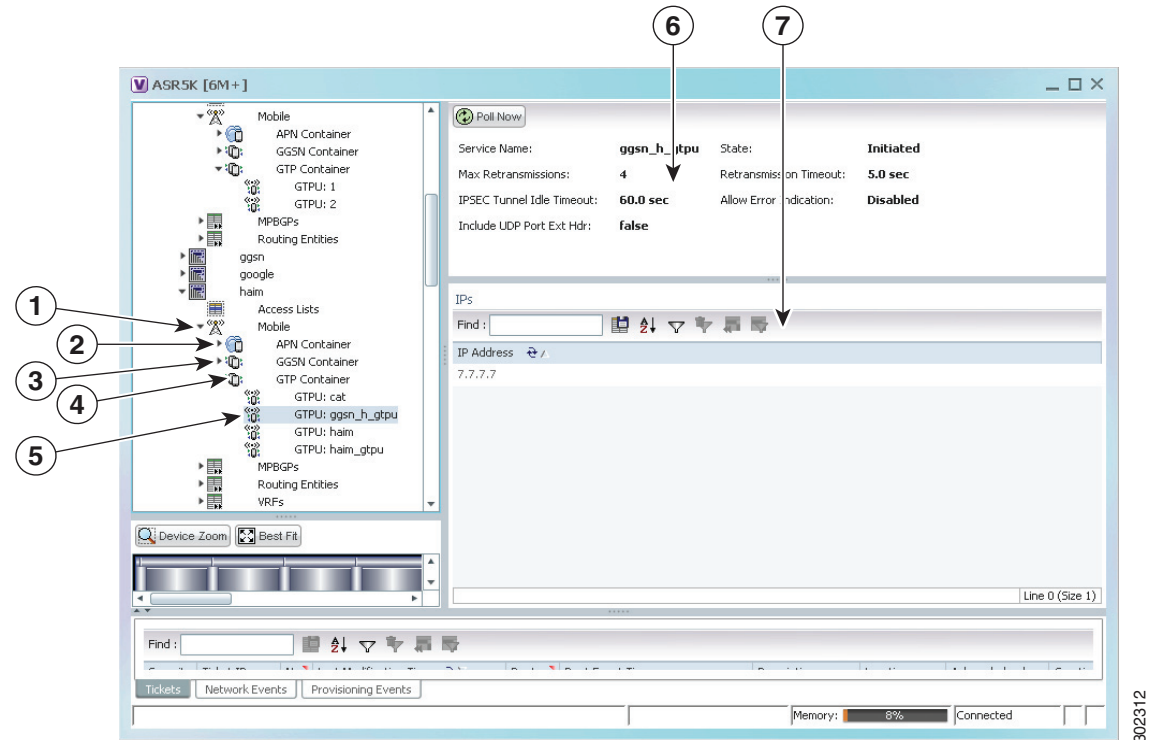 6 7
ASR5K [6M+]
Mobile
APN Container
GGSN Container
GTP Container
GTPU: 1
GTPU: 2
MPBGPs
Routing Entities
ggsn
google
haim
Access Lists
1 Mobile
2 APN Container
3 GGSN Container
4 GTP Container
GTPU: cat
5 GTPU: ggsn_h_gtpu
GTPU: haim
GTPU: haim_gtpu
MPBGPs
Routing Entities
VRFs
Device Zoom Best Fit
Poll Now
Service Name: ggsn_h_gtpu State: Initiated
Max Retransmissions: 4 Retransmission Timeout: 5.0 sec
IPSEC Tunnel Idle Timeout: 60.0 sec Allow Error Indication: Disabled
Include UDP Port Ext Hdr: false
IPs
Find :
IP Address
7.7.7.7
Line 0 (Size 1)
Find :
Tickets Network Events Provisioning Events
Memory: 8% Connected
302312